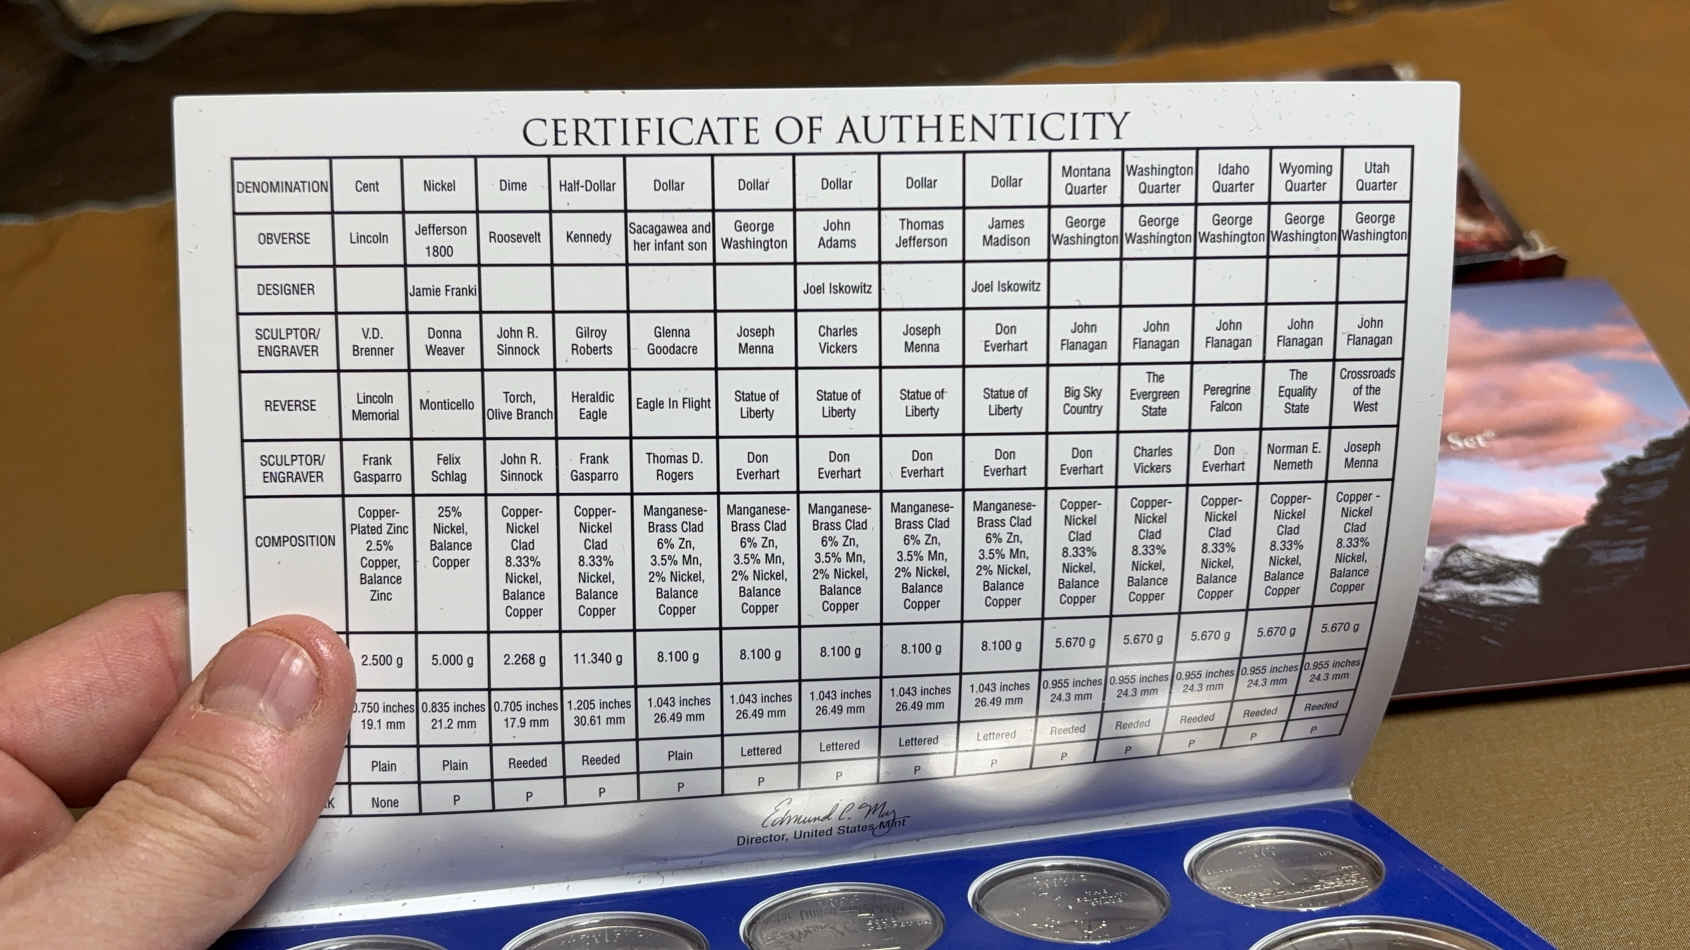 CERTIFICATE OF AUTHENTICITY
DENOMINATION Cent Nickel Dime Half-Dollar Dollar Dollar Dollar Dollar Dollar Montana Quarter Washington Quarter Idaho Quarter Wyoming Quarter Utah Quarter
OBVERSE Lincoln Jefferson 1800 Roosevelt Kennedy Sacagawea and her infant son George Washington John Adams Thomas Jefferson James Madison George Washington George Washington George Washington George Washington George Washington
DESIGNER Jamie Franki Joel Iskowitz Joel Iskowitz
SCULPTOR/ ENGRAVER V.D. Brenner Donna Weaver John R. Sinnock Gilroy Roberts Glenna Goodacre Joseph Menna Charles Vickers Joseph Menna Don Everhart John Flanagan John Flanagan John Flanagan John Flanagan John Flanagan
REVERSE Lincoln Memorial Monticello Torch, Olive Branch Heraldic Eagle Eagle In Flight Statue of Liberty Statue of Liberty Statue of Liberty Statue of Liberty Big Sky Country The Evergreen State Peregrine Falcon The Equality State Crossroads of the West
SCULPTOR/ ENGRAVER Frank Gasparro Felix Schlag John R. Sinnock Frank Gasparro Thomas D. Rogers Don Everhart Don Everhart Don Everhart Don Everhart Don Everhart Charles Vickers Don Everhart Norman E. Nemeth Joseph Menna
COMPOSITION Copper-Plated Zinc 2.5% Copper, Balance Zinc 25% Nickel, Balance Copper Copper-Nickel Clad 8.33% Nickel, Balance Copper Copper-Nickel Clad 8.33% Nickel, Balance Copper Manganese-Brass Clad 6% Zn, 3.5% Mn, 2% Nickel, Balance Copper Manganese-Brass Clad 6% Zn, 3.5% Mn, 2% Nickel, Balance Copper Manganese-Brass Clad 6% Zn, 3.5% Mn, 2% Nickel, Balance Copper Manganese-Brass Clad 6% Zn, 3.5% Mn, 2% Nickel, Balance Copper Manganese-Brass Clad 6% Zn, 3.5% Mn, 2% Nickel, Balance Copper Copper-Nickel Clad 8.33% Nickel, Balance Copper Copper-Nickel Clad 8.33% Nickel, Balance Copper Copper-Nickel Clad 8.33% Nickel, Balance Copper Copper-Nickel Clad 8.33% Nickel, Balance Copper Copper - Nickel Clad 8.33% Nickel, Balance Copper
2.500 g 5.000 g 2.268 g 11.340 g 8.100 g 8.100 g 8.100 g 8.100 g 8.100 g 5.670 g 5.670 g 5.670 g 5.670 g 5.670 g
0.750 inches 19.1 mm 0.835 inches 21.2 mm 0.705 inches 17.9 mm 1.205 inches 30.61 mm 1.043 inches 26.49 mm 1.043 inches 26.49 mm 1.043 inches 26.49 mm 1.043 inches 26.49 mm 1.043 inches 26.49 mm 0.955 inches 24.3 mm 0.955 inches 24.3 mm 0.955 inches 24.3 mm 0.955 inches 24.3 mm 0.955 inches 24.3 mm
Plain Plain Reeded Reeded Plain Lettered Lettered Lettered Lettered Reeded Reeded Reeded Reeded Reeded
K None P P P P P P P P P P P P P
Edmund C. Moy
Director, United States Mint
Set